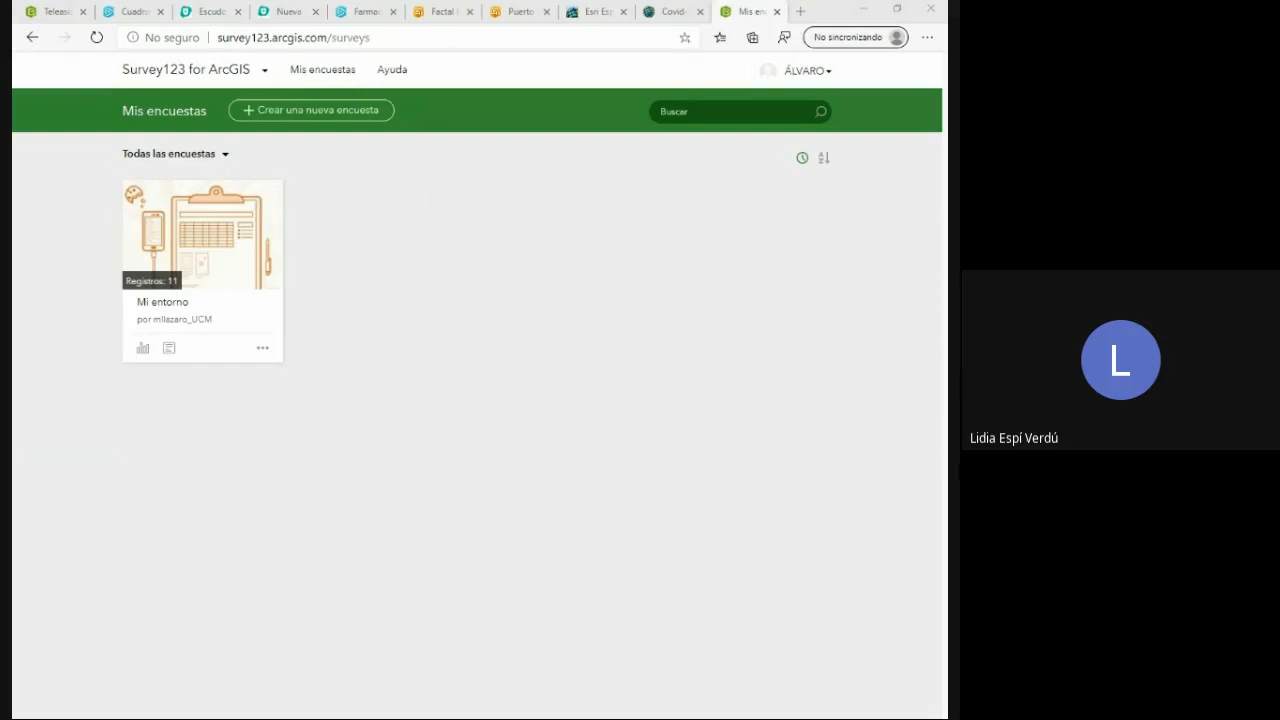 Teleasi
Cuadro
Escudo
Nueva
Farmac
Factal
Puerto
Esri Esp
Covid-
Mis en
No seguro
survey123.arcgis.com/surveys
No sincronizando
Survey123 for ArcGIS
Mis encuestas
Ayuda
ÁLVARO
Mis encuestas
+ Crear una nueva encuesta
Buscar
Todas las encuestas
Registros: 11
Mi entorno
por mllazaro_UCM
L
Lidia Espí Verdú